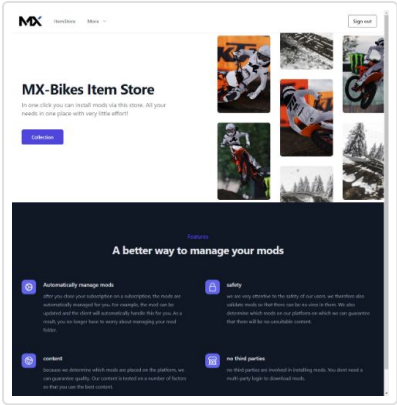 MX
ItemStore
More
Sign out
MX-Bikes Item Store
In one click you can install mods via this store. All your
needs in one place with very little effort!
Collection
Features
A better way to manage your mods
Automatically manage mods
after you close your subscription on a subscription, the mods are
automatically managed for you. For example, the mod can be
updated and the client will automatically handle this for you. As a
result, you no longer have to worry about managing your mod
folder.
safety
we are very attentive to the safety of our users, we therefore also
validate mods so that there can be no virus in them. We also
determine which mods on our platform on which we can guarantee
that there will be no unsuitable content.
content
because we determine which mods are placed on the platform, we
can guarantee quality. Our content is tested on a number of factors
so that you use the best content.
no third parties
no third parties are involved in installing mods. You dont need a
multi-party login to download mods.